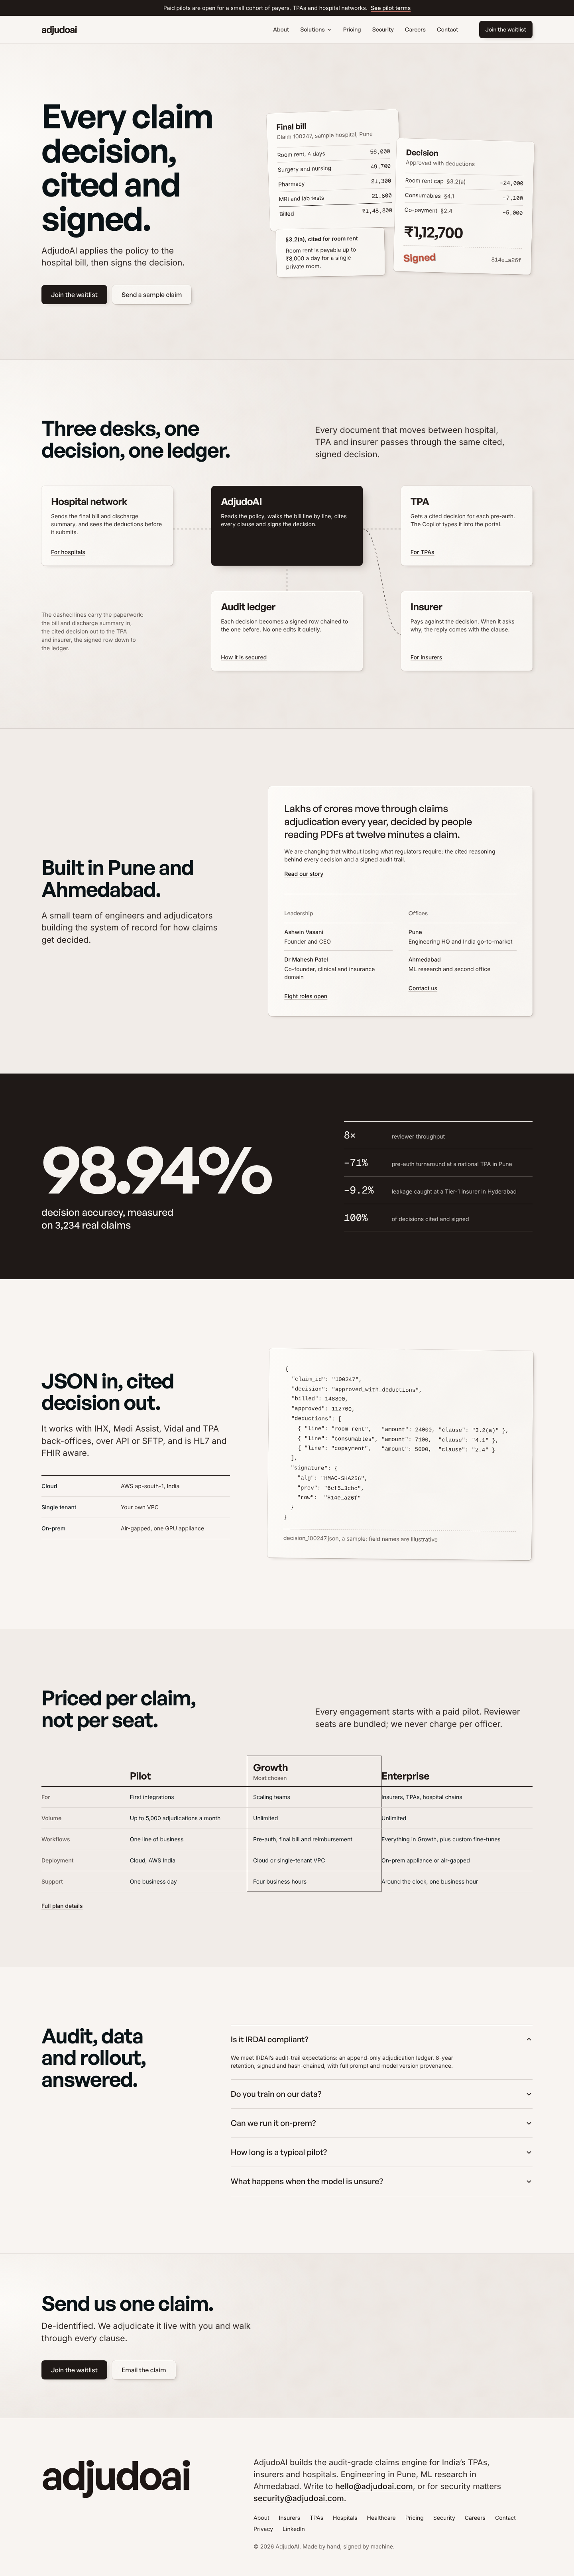 Paid pilots are open for a small cohort of payers, TPAs and hospital networks. See pilot terms
adjudoai
About Solutions Pricing Security Careers Contact Join the waitlist
Every claim
decision,
cited and
signed.
AdjudoAI applies the policy to the
hospital bill, then signs the decision.
Join the waitlist Send a sample claim
Final bill
Claim 100247, sample hospital, Pune
Room rent, 4 days 56,000
Surgery and nursing 49,700
Pharmacy 21,300
MRI and lab tests 21,800
Billed ₹1,48,800
§3.2(a), cited for room rent
Room rent is payable up to
₹8,000 a day for a single
private room.
Decision
Approved with deductions
Room rent cap §3.2(a) −24,000
Consumables §4.1 −7,100
Co-payment §2.4 −5,000
₹1,12,700
Signed 814e…a26f
Three desks, one
decision, one ledger.
Every document that moves between hospital,
TPA and insurer passes through the same cited,
signed decision.
Hospital network
Sends the final bill and discharge
summary, and sees the deductions before
it submits.
For hospitals
AdjudoAI
Reads the policy, walks the bill line by line, cites
every clause and signs the decision.
TPA
Gets a cited decision for each pre-auth.
The Copilot types it into the portal.
For TPAs
The dashed lines carry the paperwork:
the bill and discharge summary in,
the cited decision out to the TPA
and insurer, the signed row down to
the ledger.
Audit ledger
Each decision becomes a signed row chained to
the one before. No one edits it quietly.
How it is secured
Insurer
Pays against the decision. When it asks
why, the reply comes with the clause.
For insurers
Built in Pune and
Ahmedabad.
A small team of engineers and adjudicators
building the system of record for how claims
get decided.
Lakhs of crores move through claims
adjudication every year, decided by people
reading PDFs at twelve minutes a claim.
We are changing that without losing what regulators require: the cited reasoning
behind every decision and a signed audit trail.
Read our story
Leadership
Ashwin Vasani
Founder and CEO
Dr Mahesh Patel
Co-founder, clinical and insurance
domain
Eight roles open
Offices
Pune
Engineering HQ and India go-to-market
Ahmedabad
ML research and second office
Contact us
98.94%
decision accuracy, measured
on 3,234 real claims
8× reviewer throughput
−71% pre-auth turnaround at a national TPA in Pune
−9.2% leakage caught at a Tier-1 insurer in Hyderabad
100% of decisions cited and signed
JSON in, cited
decision out.
It works with IHX, Medi Assist, Vidal and TPA
back-offices, over API or SFTP, and is HL7 and
FHIR aware.
Cloud AWS ap-south-1, India
Single tenant Your own VPC
On-prem Air-gapped, one GPU appliance
{
"claim_id": "100247",
"decision": "approved_with_deductions",
"billed": 148800,
"approved": 112700,
"deductions": [
{ "line": "room_rent", "amount": 24000, "clause": "3.2(a)" },
{ "line": "consumables", "amount": 7100, "clause": "4.1" },
{ "line": "copayment", "amount": 5000, "clause": "2.4" }
],
"signature": {
"alg": "HMAC-SHA256",
"prev": "6cf5…3cbc",
"row": "814e…a26f"
}
}
decision_100247.json, a sample; field names are illustrative
Priced per claim,
not per seat.
Every engagement starts with a paid pilot. Reviewer
seats are bundled; we never charge per officer.
Pilot Growth Enterprise
Most chosen
For First integrations Scaling teams Insurers, TPAs, hospital chains
Volume Up to 5,000 adjudications a month Unlimited Unlimited
Workflows One line of business Pre-auth, final bill and reimbursement Everything in Growth, plus custom fine-tunes
Deployment Cloud, AWS India Cloud or single-tenant VPC On-prem appliance or air-gapped
Support One business day Four business hours Around the clock, one business hour
Full plan details
Audit, data
and rollout,
answered.
Is it IRDAI compliant?
We meet IRDAI's audit-trail expectations: an append-only adjudication ledger, 8-year
retention, signed and hash-chained, with full prompt and model version provenance.
Do you train on our data?
Can we run it on-prem?
How long is a typical pilot?
What happens when the model is unsure?
Send us one claim.
De-identified. We adjudicate it live with you and walk
through every clause.
Join the waitlist Email the claim
adjudoai
AdjudoAI builds the audit-grade claims engine for India's TPAs,
insurers and hospitals. Engineering in Pune, ML research in
Ahmedabad. Write to hello@adjudoai.com, or for security matters
security@adjudoai.com.
About Insurers TPAs Hospitals Healthcare Pricing Security Careers Contact
Privacy LinkedIn
© 2026 AdjudoAI. Made by hand, signed by machine.